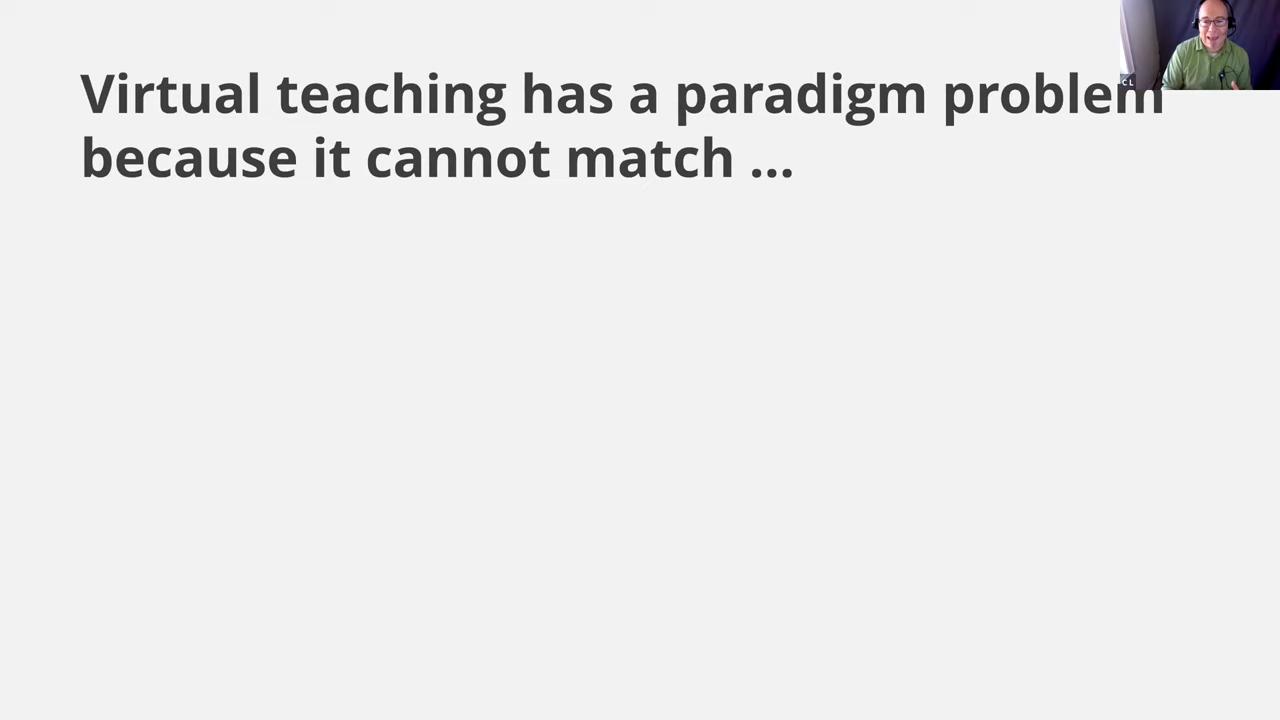 Virtual teaching has a paradigm problem
because it cannot match ...
C L